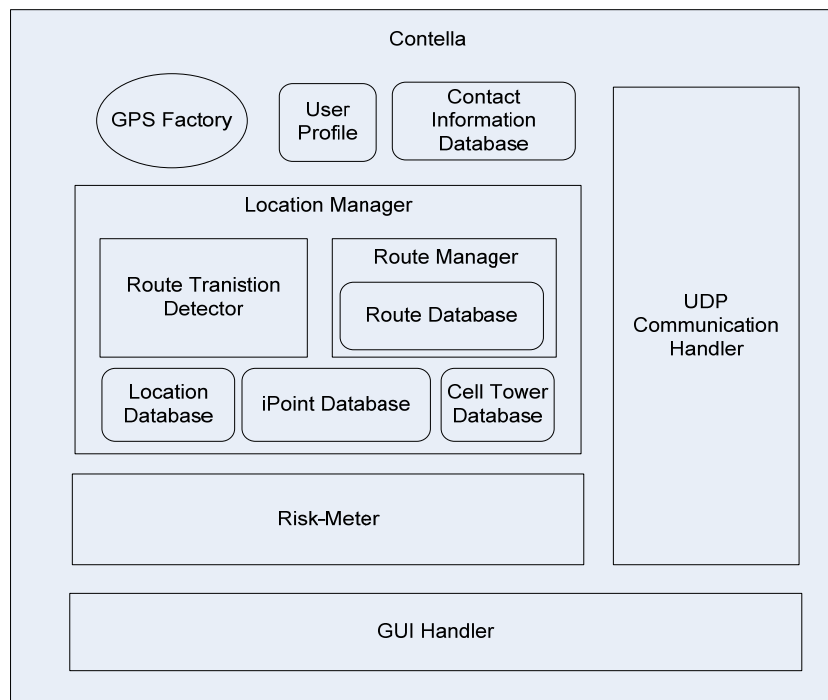 Contella
GPS Factory
User
Profile
Contact
Information
Database
Location Manager
Route Tranistion
Detector
Route Manager
Route Database
Location
Database
iPoint Database
Cell Tower
Database
UDP
Communication
Handler
Risk-Meter
GUI Handler